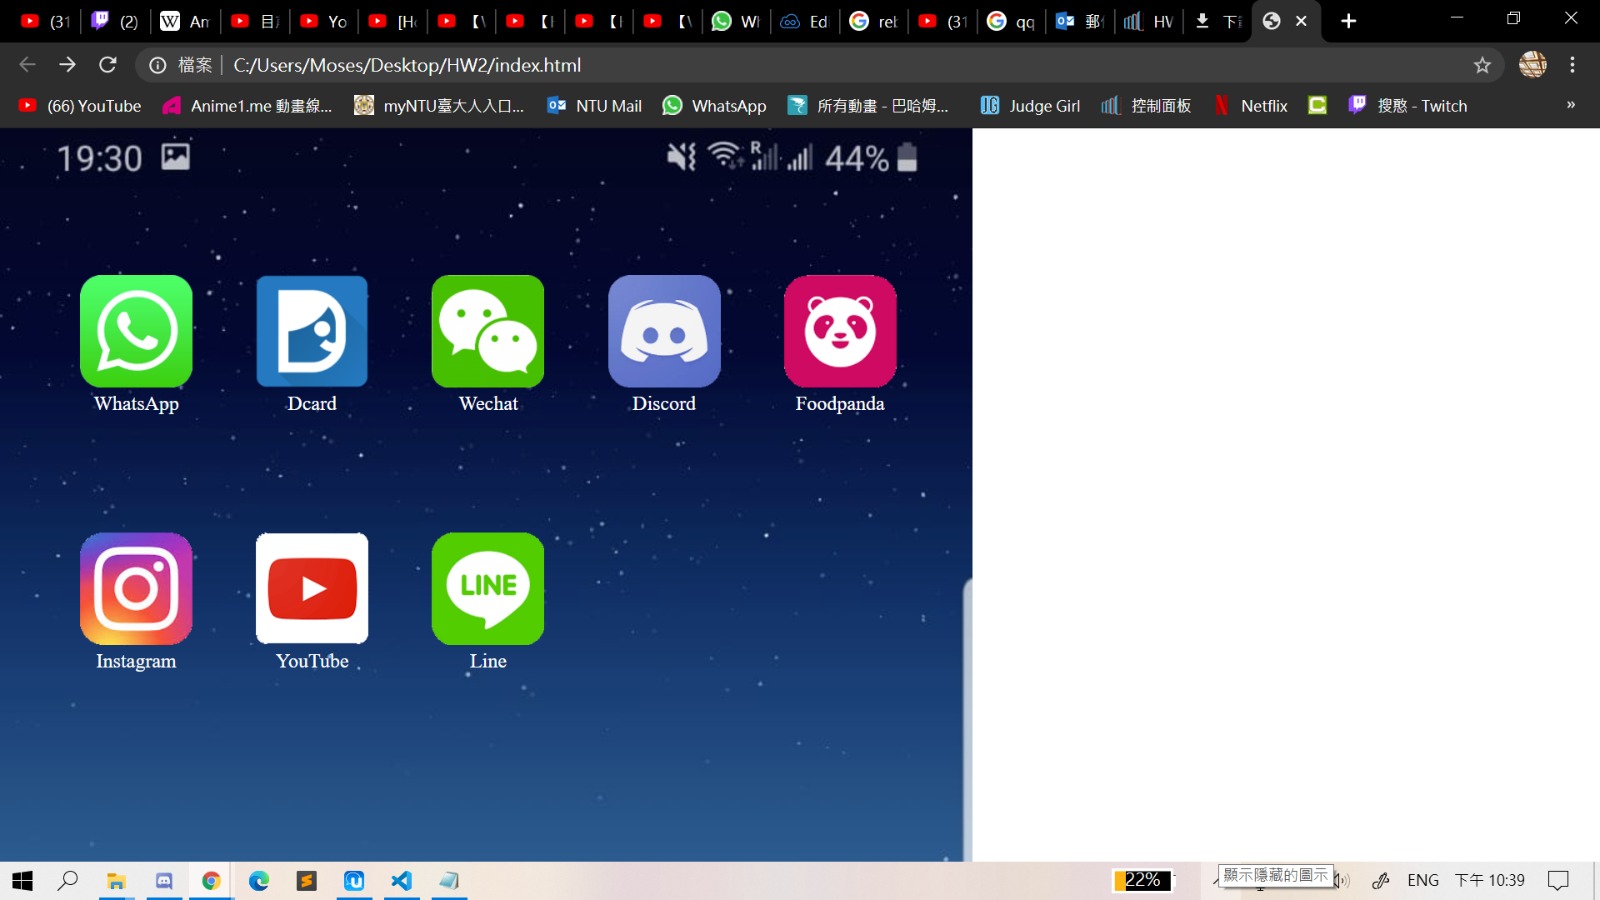 (31 (2) An 目 Yo [Ho 【\ 【 【 【\ Wh Ed rel (31 qq 郵 HW 下
檔案 C:/Users/Moses/Desktop/HW2/index.html
(66) YouTube Anime1.me 動畫線... myNTU臺大人入口... NTU Mail WhatsApp 所有動畫 - 巴哈姆... Judge Girl 控制面板 Netflix 搜憨 - Twitch »
19:30 R 44%
WhatsApp Dcard Wechat Discord Foodpanda
LINE
Instagram YouTube Line
22% 顯示隱藏的圖示 ENG 下午 10:39